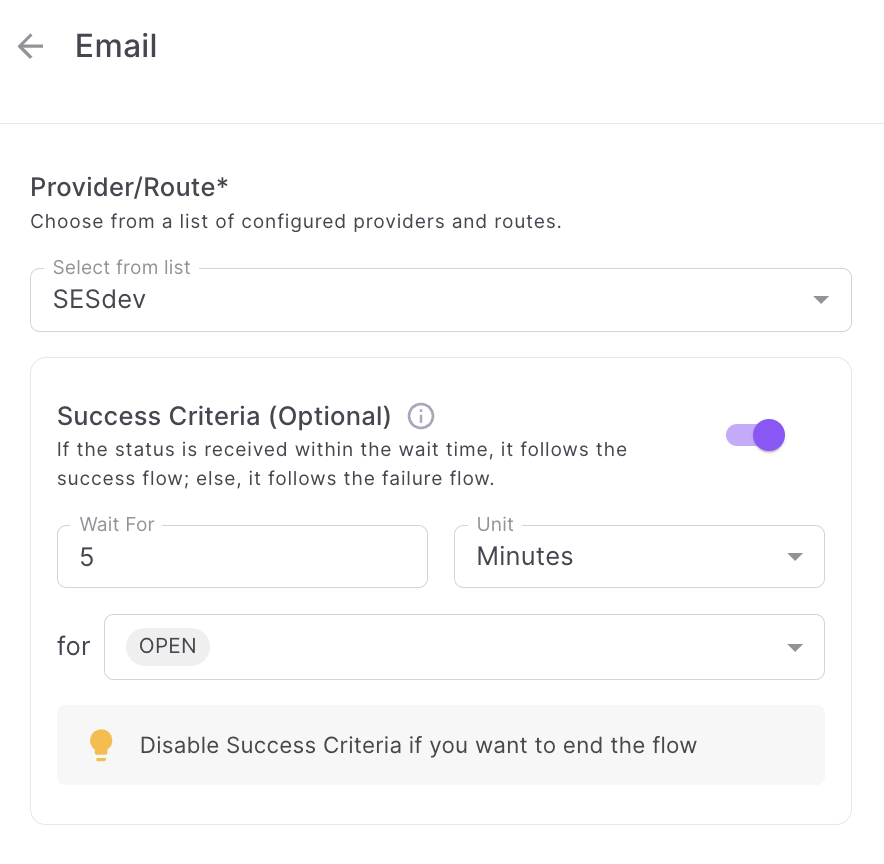 Email
Provider/Route*
Choose from a list of configured providers and routes.
Select from list
SESdev
Success Criteria (Optional)
If the status is received within the wait time, it follows the
success flow; else, it follows the failure flow.
Wait For
5
Unit
Minutes
for
OPEN
Disable Success Criteria if you want to end the flow